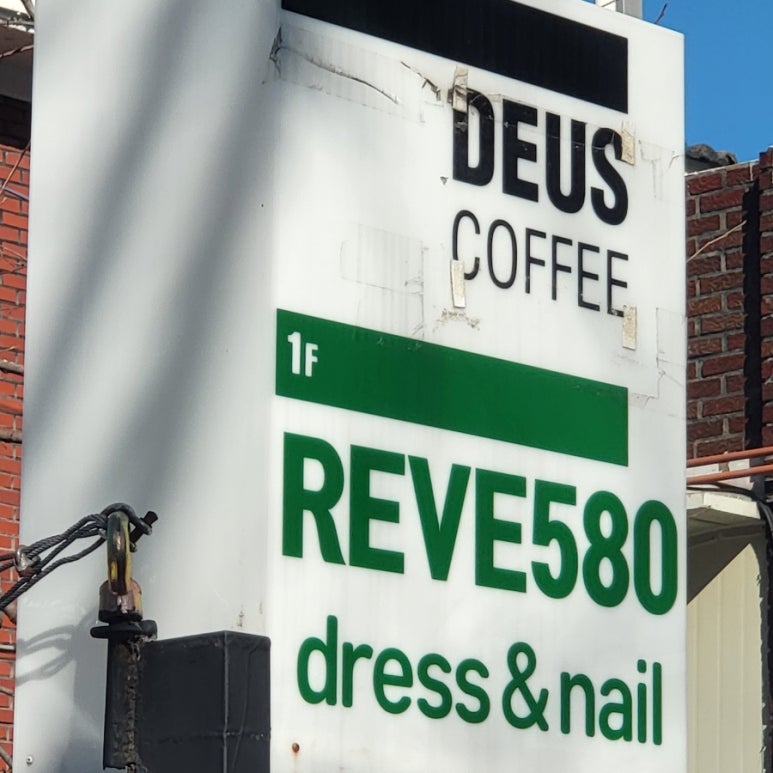 DEUS
COFFEE
1F
REVE580
dress & nail